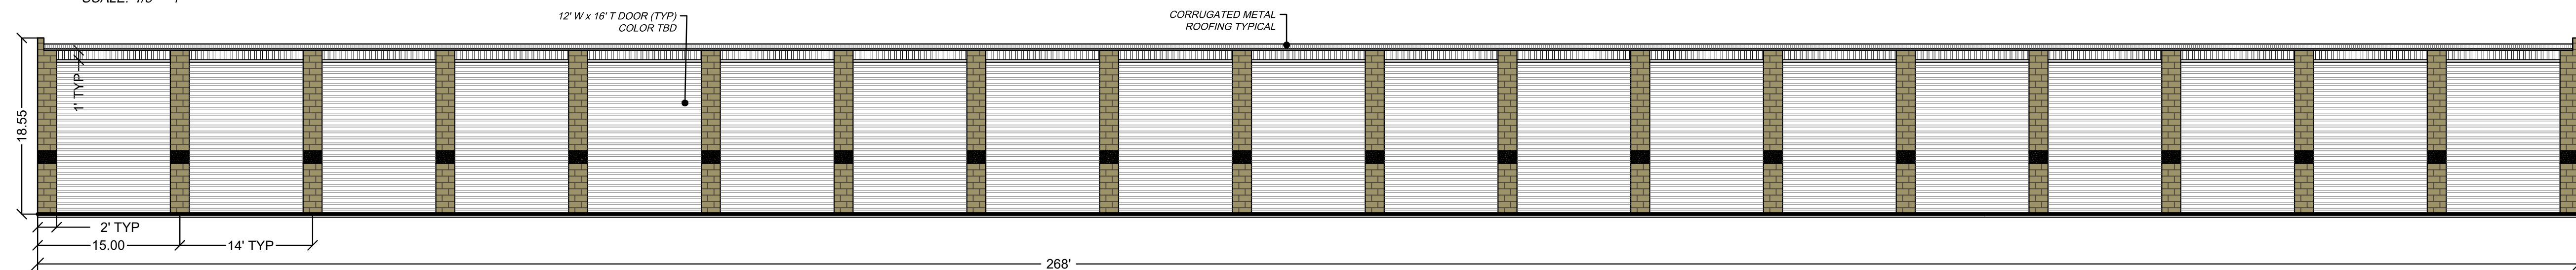 12' W x 16' T DOOR (TYP)
COLOR TBD
CORRUGATED METAL
ROOFING TYPICAL
1' TYP
18.55
2' TYP
15.00
14' TYP
268'